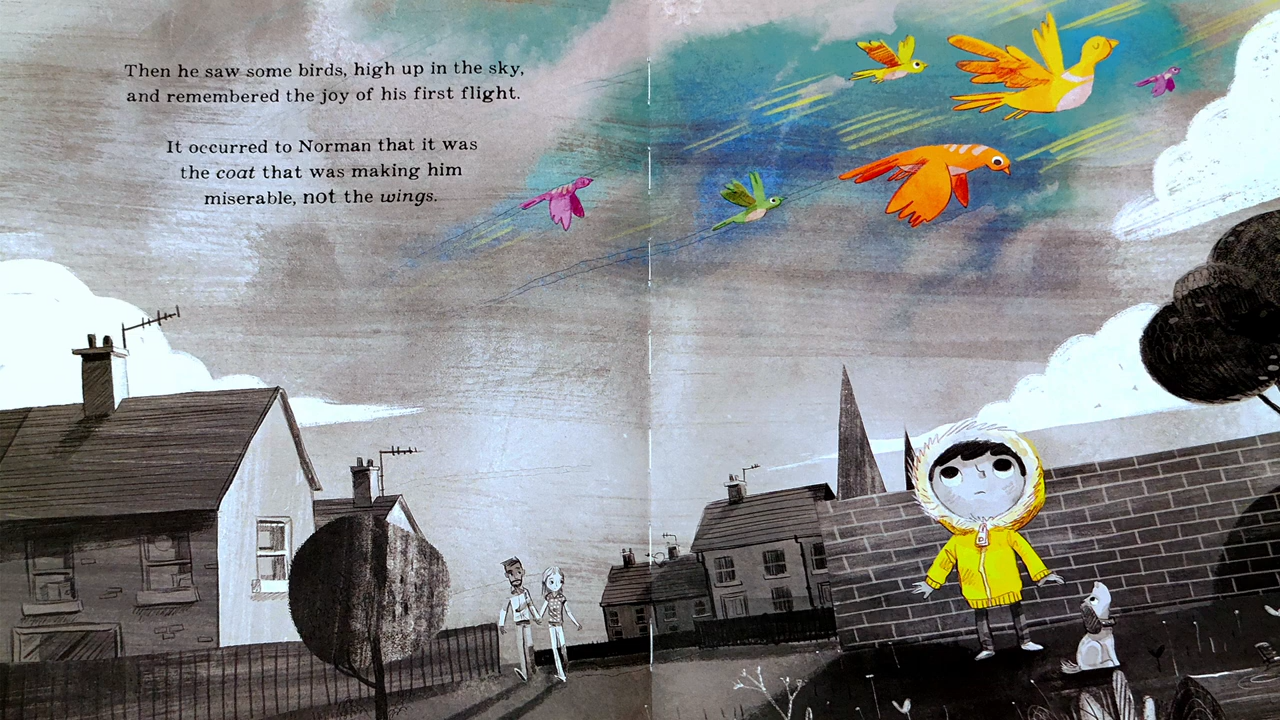 Then he saw some birds, high up in the sky,
and remembered the joy of his first flight.
It occurred to Norman that it was
the coat that was making him
miserable, not the wings.